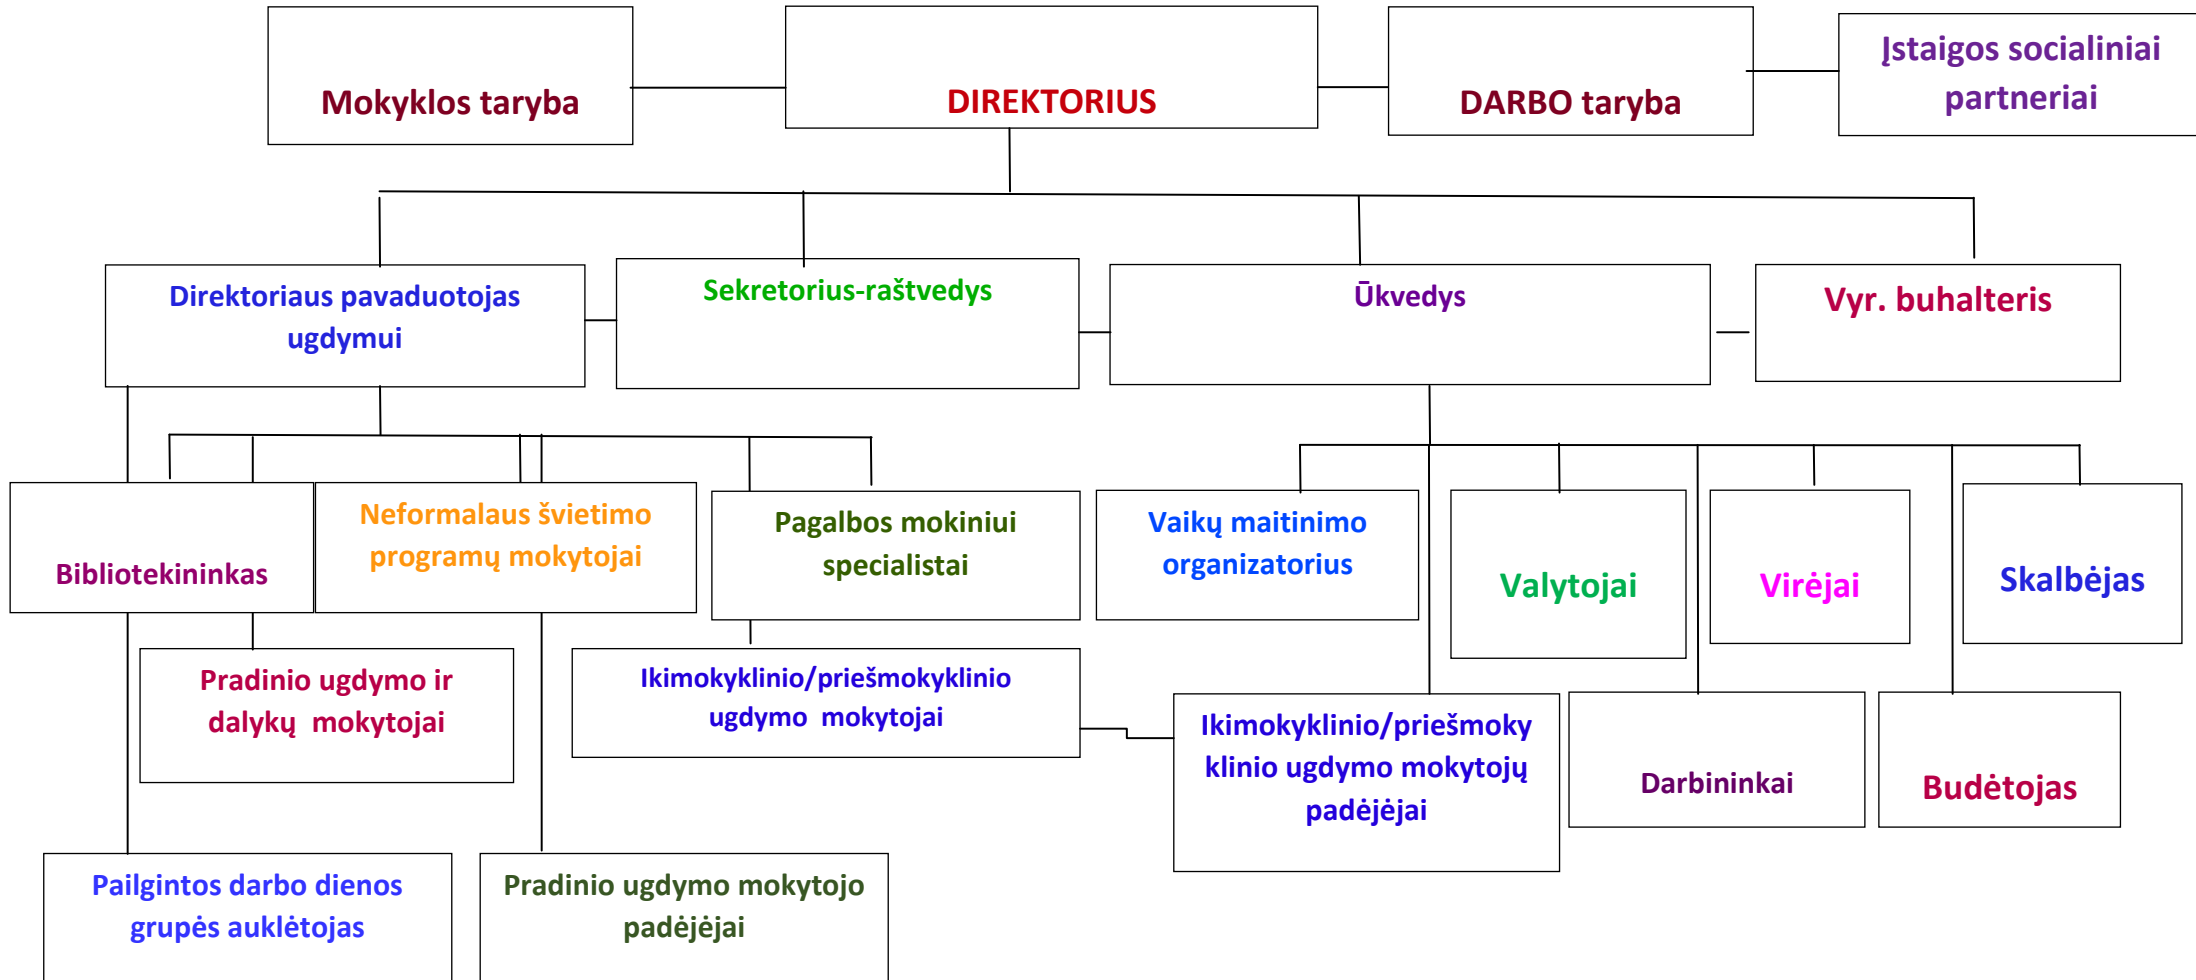 Mokyklos taryba
DIREKTORIUS
DARBO taryba
Įstaigos socialiniai
partneriai
Direktoriaus pavaduotojas
ugdymui
Sekretorius-raštvedys
Ūkvedys
Vyr. buhalteris
Bibliotekininkas
Neformalaus švietimo
programų mokytojai
Pagalbos mokiniui
specialistai
Vaikų maitinimo
organizatorius
Valytojai
Virėjai
Skalbėjas
Pradinio ugdymo ir
dalykų mokytojai
Ikimokyklinio/priešmokyklinio
ugdymo mokytojai
Ikimokyklinio/priešmoky
klinio ugdymo mokytojų
padėjėjai
Darbininkai
Budėtojas
Pailgintos darbo dienos
grupės auklėtojas
Pradinio ugdymo mokytojo
padėjėjai